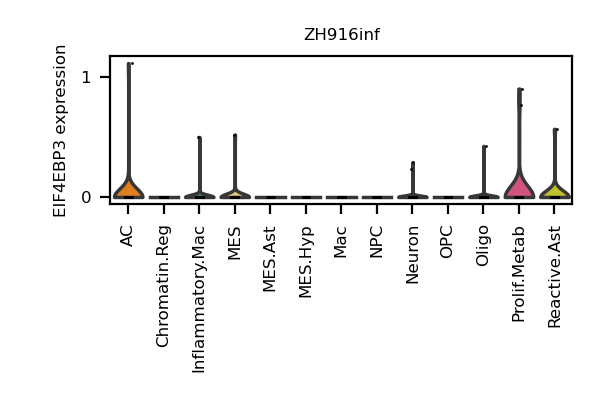 ZH916inf
EIF4EBP3 expression
1
0
AC
Chromatin.Reg
Inflammatory.Mac
MES
MES.Ast
MES.Hyp
Mac
NPC
Neuron
OPC
Oligo
Prolif.Metab
Reactive.Ast